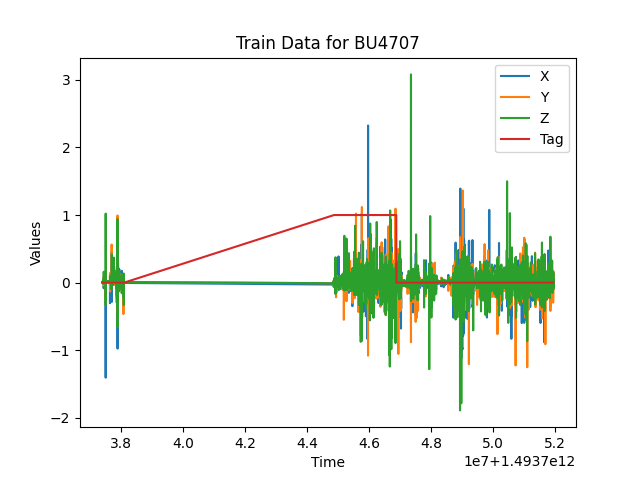 Train Data for BU4707
X
Y
Z
Tag
Values
3
2
1
0
−1
−2
3.8
4.0
4.2
4.4
4.6
4.8
5.0
5.2
Time
1e7+1.4937e12